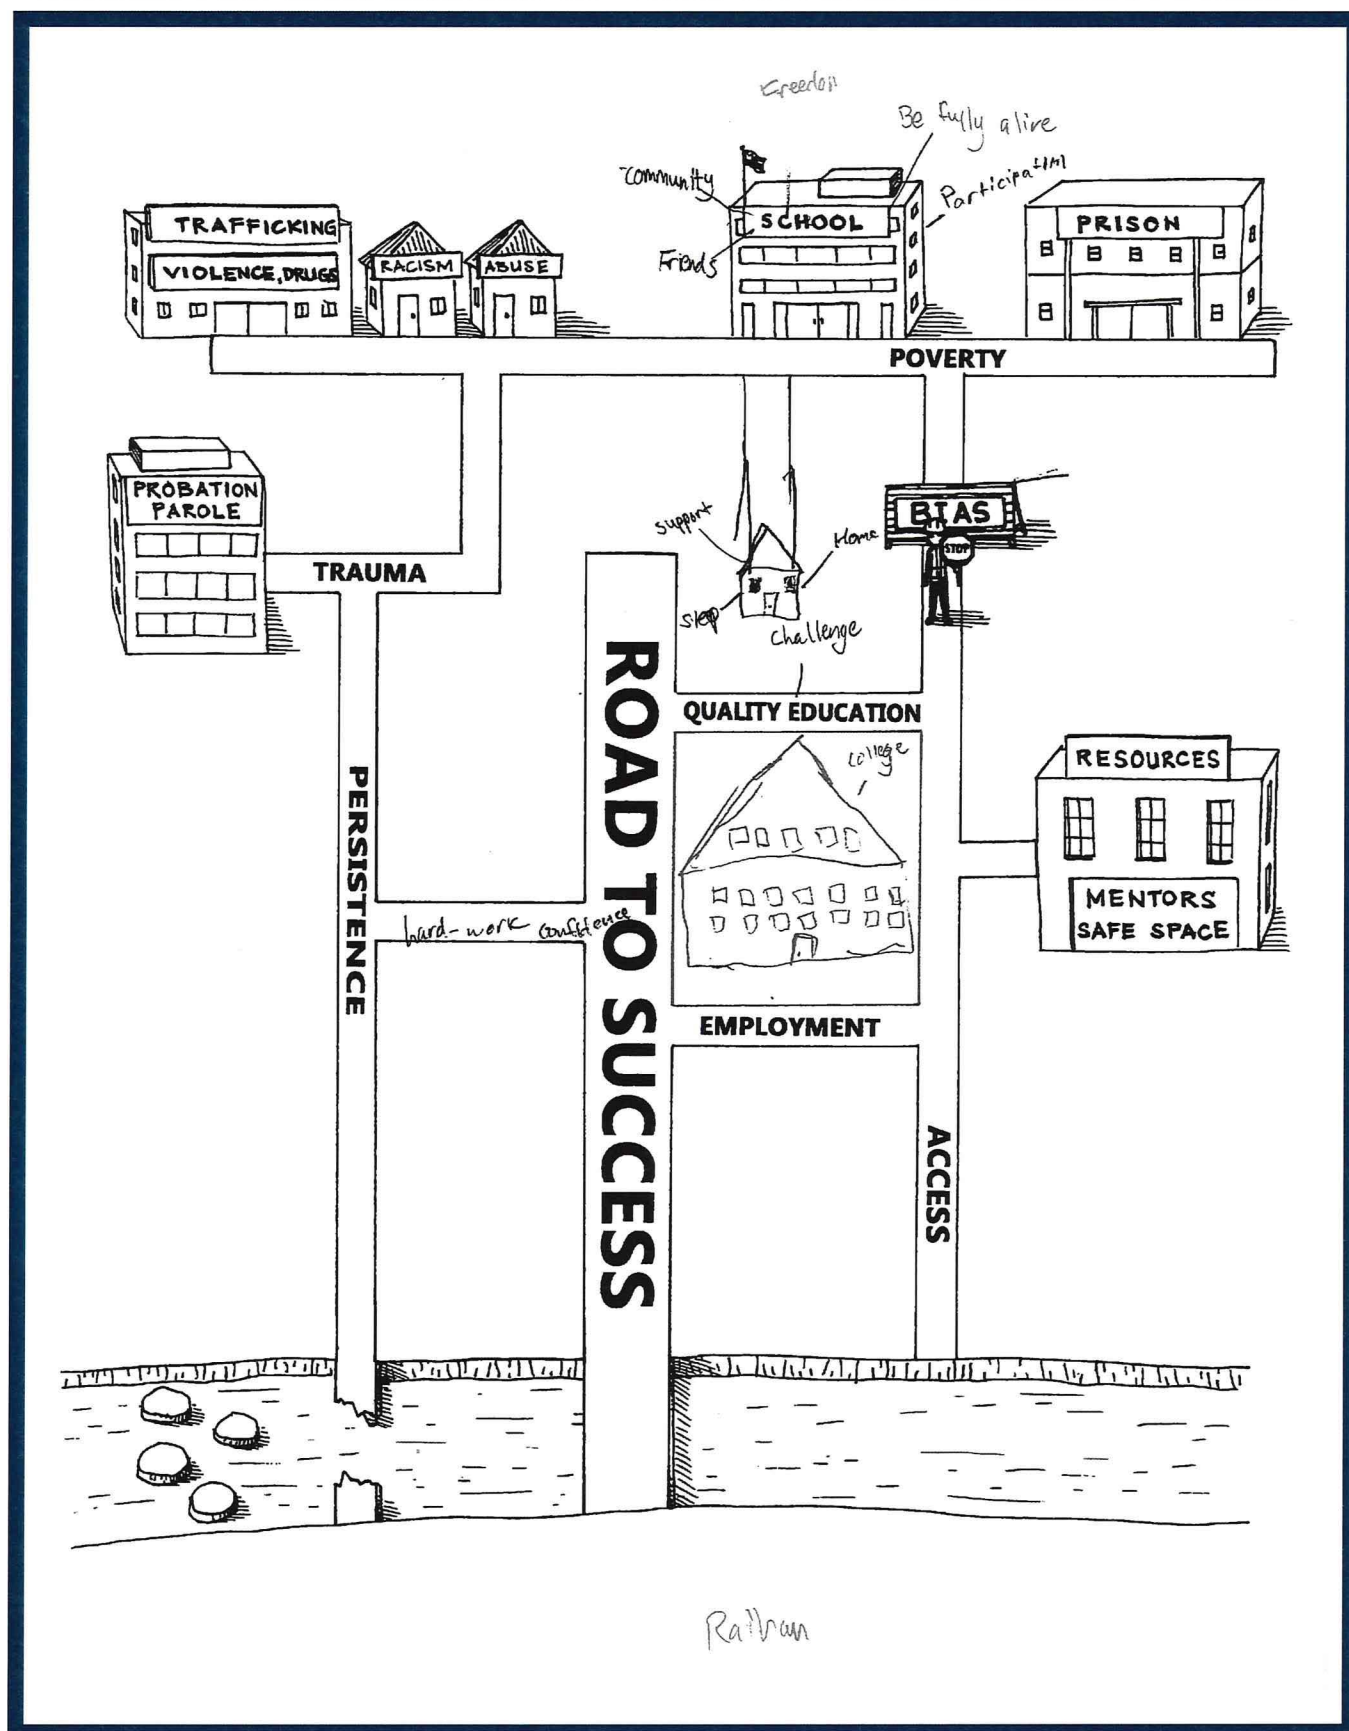 Freedom
Be fully alive
Community
Participation
TRAFFICKING
SCHOOL
PRISON
VIOLENCE, DRUGS
RACISM
ABUSE
Friends
POVERTY
PROBATION
PAROLE
support
BIAS
Home
STOP
TRAUMA
slep
challenge
ROAD TO SUCCESS
QUALITY EDUCATION
college
RESOURCES
PERSISTENCE
MENTORS
SAFE SPACE
hard-work confidence
EMPLOYMENT
ACCESS